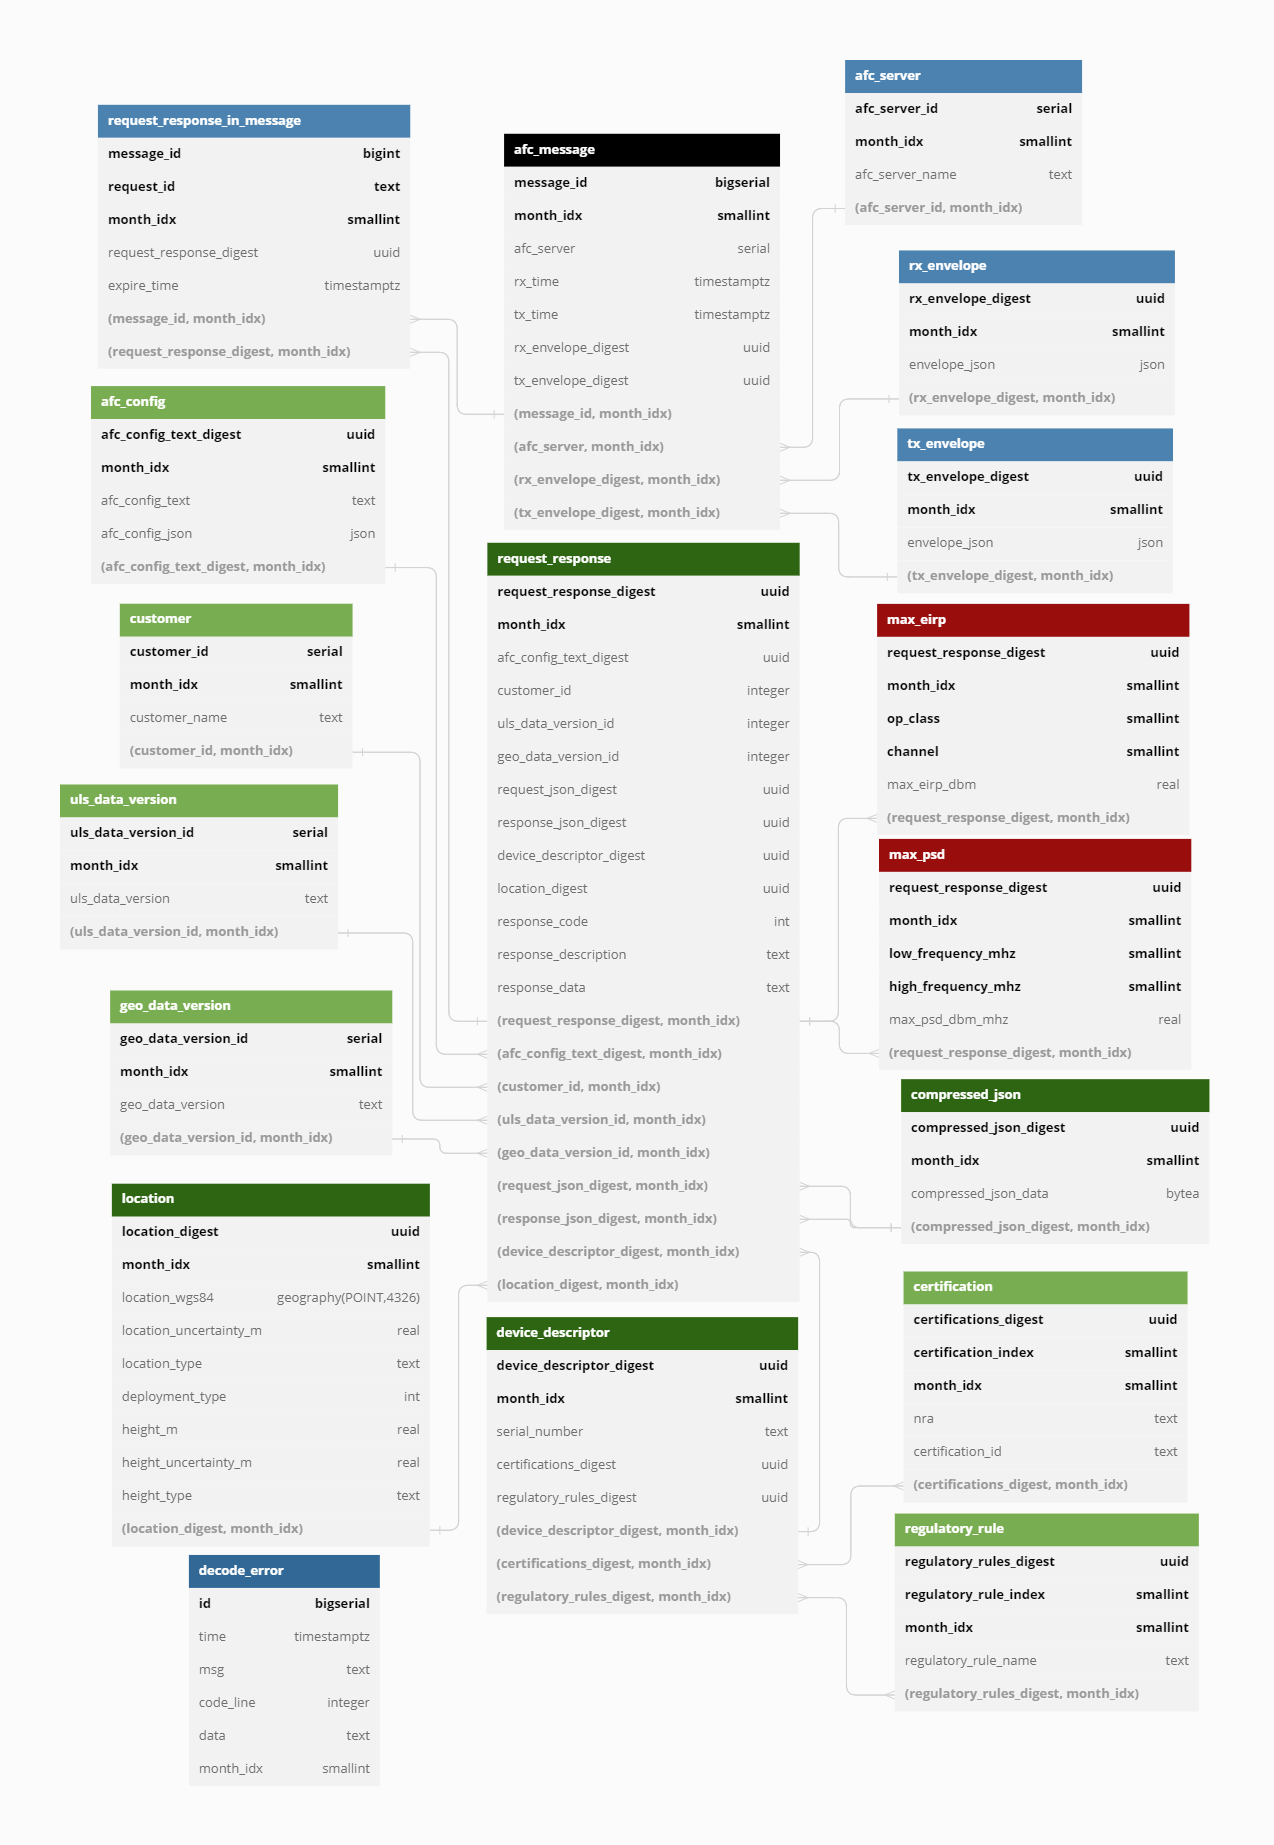 request_response_in_message
message_id bigint
request_id text
month_idx smallint
request_response_digest uuid
expire_time timestamptz
(message_id, month_idx)
(request_response_digest, month_idx)
afc_config
afc_config_text_digest uuid
month_idx smallint
afc_config_text text
afc_config_json json
(afc_config_text_digest, month_idx)
customer
customer_id serial
month_idx smallint
customer_name text
(customer_id, month_idx)
uls_data_version
uls_data_version_id serial
month_idx smallint
uls_data_version text
(uls_data_version_id, month_idx)
geo_data_version
geo_data_version_id serial
month_idx smallint
geo_data_version text
(geo_data_version_id, month_idx)
location
location_digest uuid
month_idx smallint
location_wgs84 geography(POINT,4326)
location_uncertainty_m real
location_type text
deployment_type int
height_m real
height_uncertainty_m real
height_type text
(location_digest, month_idx)
decode_error
id bigserial
time timestamptz
msg text
code_line integer
data text
month_idx smallint
afc_message
message_id bigserial
month_idx smallint
afc_server serial
rx_time timestamptz
tx_time timestamptz
rx_envelope_digest uuid
tx_envelope_digest uuid
(message_id, month_idx)
(afc_server, month_idx)
(rx_envelope_digest, month_idx)
(tx_envelope_digest, month_idx)
request_response
request_response_digest uuid
month_idx smallint
afc_config_text_digest uuid
customer_id integer
uls_data_version_id integer
geo_data_version_id integer
request_json_digest uuid
response_json_digest uuid
device_descriptor_digest uuid
location_digest uuid
response_code int
response_description text
response_data text
(request_response_digest, month_idx)
(afc_config_text_digest, month_idx)
(customer_id, month_idx)
(uls_data_version_id, month_idx)
(geo_data_version_id, month_idx)
(request_json_digest, month_idx)
(response_json_digest, month_idx)
(device_descriptor_digest, month_idx)
(location_digest, month_idx)
device_descriptor
device_descriptor_digest uuid
month_idx smallint
serial_number text
certifications_digest uuid
regulatory_rules_digest uuid
(device_descriptor_digest, month_idx)
(certifications_digest, month_idx)
(regulatory_rules_digest, month_idx)
afc_server
afc_server_id serial
month_idx smallint
afc_server_name text
(afc_server_id, month_idx)
rx_envelope
rx_envelope_digest uuid
month_idx smallint
envelope_json json
(rx_envelope_digest, month_idx)
tx_envelope
tx_envelope_digest uuid
month_idx smallint
envelope_json json
(tx_envelope_digest, month_idx)
max_eirp
request_response_digest uuid
month_idx smallint
op_class smallint
channel smallint
max_eirp_dbm real
(request_response_digest, month_idx)
max_psd
request_response_digest uuid
month_idx smallint
low_frequency_mhz smallint
high_frequency_mhz smallint
max_psd_dbm_mhz real
(request_response_digest, month_idx)
compressed_json
compressed_json_digest uuid
month_idx smallint
compressed_json_data bytea
(compressed_json_digest, month_idx)
certification
certifications_digest uuid
certification_index smallint
month_idx smallint
nra text
certification_id text
(certifications_digest, month_idx)
regulatory_rule
regulatory_rules_digest uuid
regulatory_rule_index smallint
month_idx smallint
regulatory_rule_name text
(regulatory_rules_digest, month_idx)